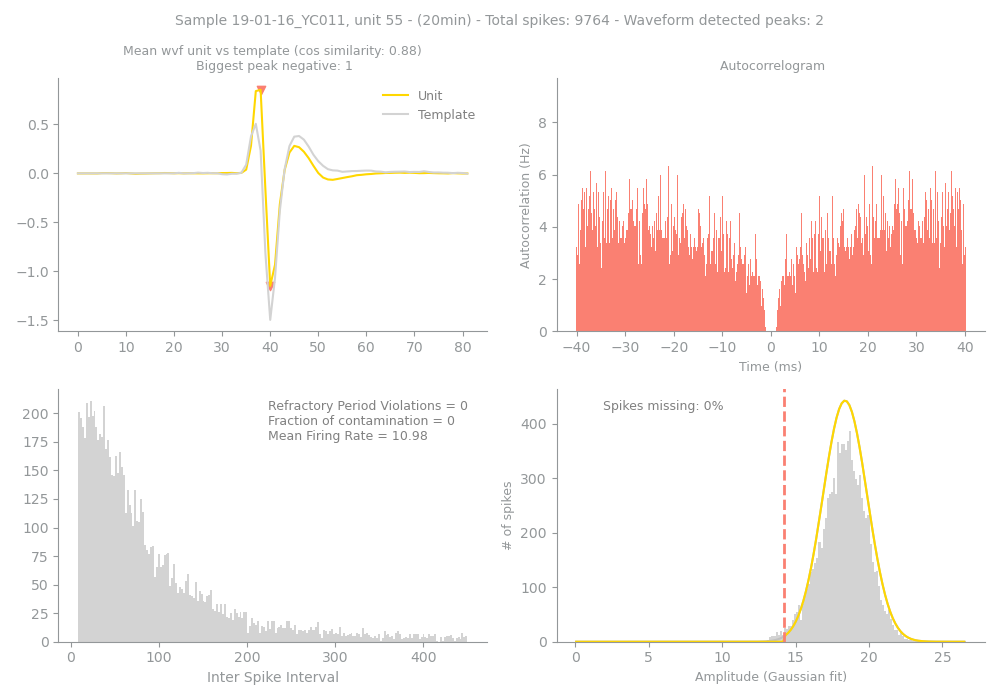 Sample 19-01-16_YC011, unit 55 - (20min) - Total spikes: 9764 - Waveform detected peaks: 2
Mean wvf unit vs template (cos similarity: 0.88)
Biggest peak negative: 1
Unit
Template
0.5
0.0
−0.5
−1.0
−1.5
0 10 20 30 40 50 60 70 80
Autocorrelogram
Autocorrelation (Hz)
8
6
4
2
0
−40 −30 −20 −10 0 10 20 30 40
Time (ms)
Refractory Period Violations = 0
Fraction of contamination = 0
Mean Firing Rate = 10.98
200
175
150
125
100
75
50
25
0
0 100 200 300 400
Inter Spike Interval
Spikes missing: 0%
# of spikes
400
300
200
100
0
0 5 10 15 20 25
Amplitude (Gaussian fit)